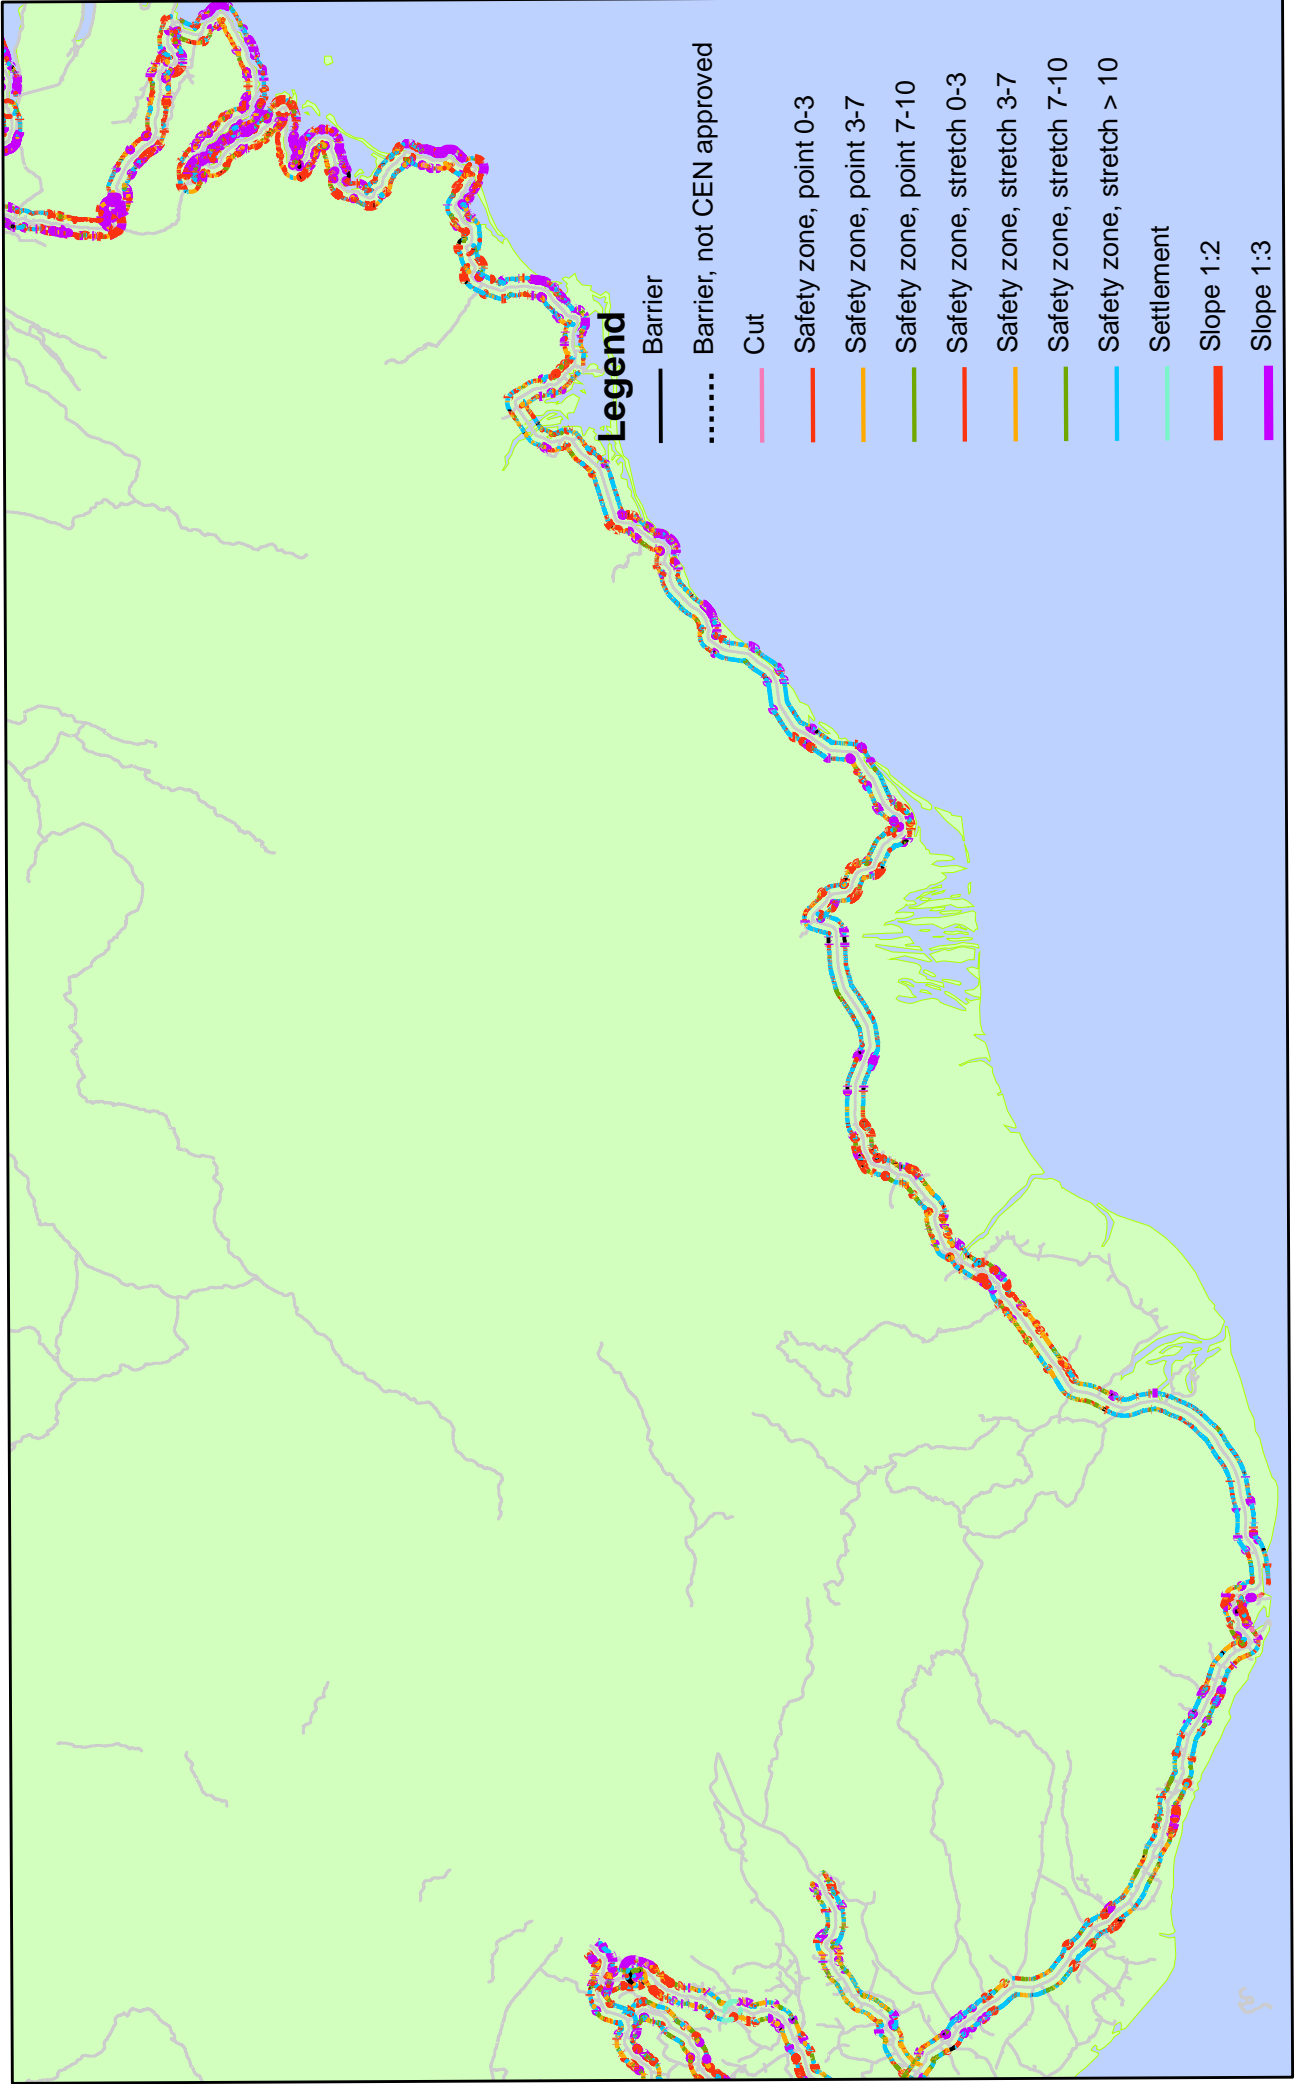 Legend
Barrier
Barrier, not CEN approved
Cut
Safety zone, point 0-3
Safety zone, point 3-7
Safety zone, point 7-10
Safety zone, stretch 0-3
Safety zone, stretch 3-7
Safety zone, stretch 7-10
Safety zone, stretch > 10
Settlement
Slope 1:2
Slope 1:3